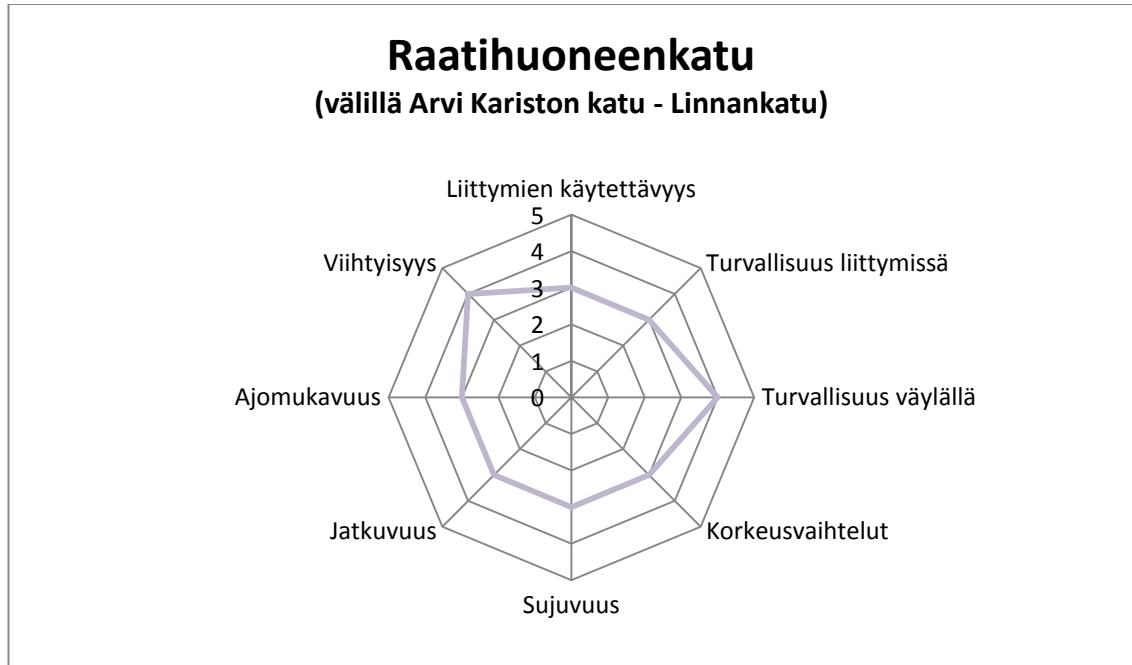 Raatihuoneenkatu
(välillä Arvi Kariston katu - Linnankatu)
Liittymien käytettävyys
5
4
3
2
1
0
Turvallisuus liittymissä
Turvallisuus väylällä
Korkeusvaihtelut
Sujuvuus
Jatkuvuus
Ajomukavuus
Viihtyisyys